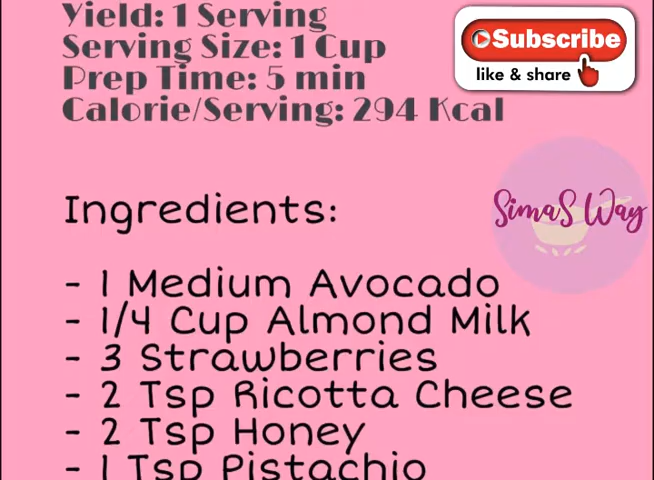 Yield: 1 Serving
Serving Size: 1 Cup
Prep Time: 5 min
Calorie/Serving: 294 Kcal
Subscribe
like & share
SimaS Way
Ingredients:
- 1 Medium Avocado
- 1/4 Cup Almond Milk
- 3 Strawberries
- 2 Tsp Ricotta Cheese
- 2 Tsp Honey
- 1 Tsp Pistachio